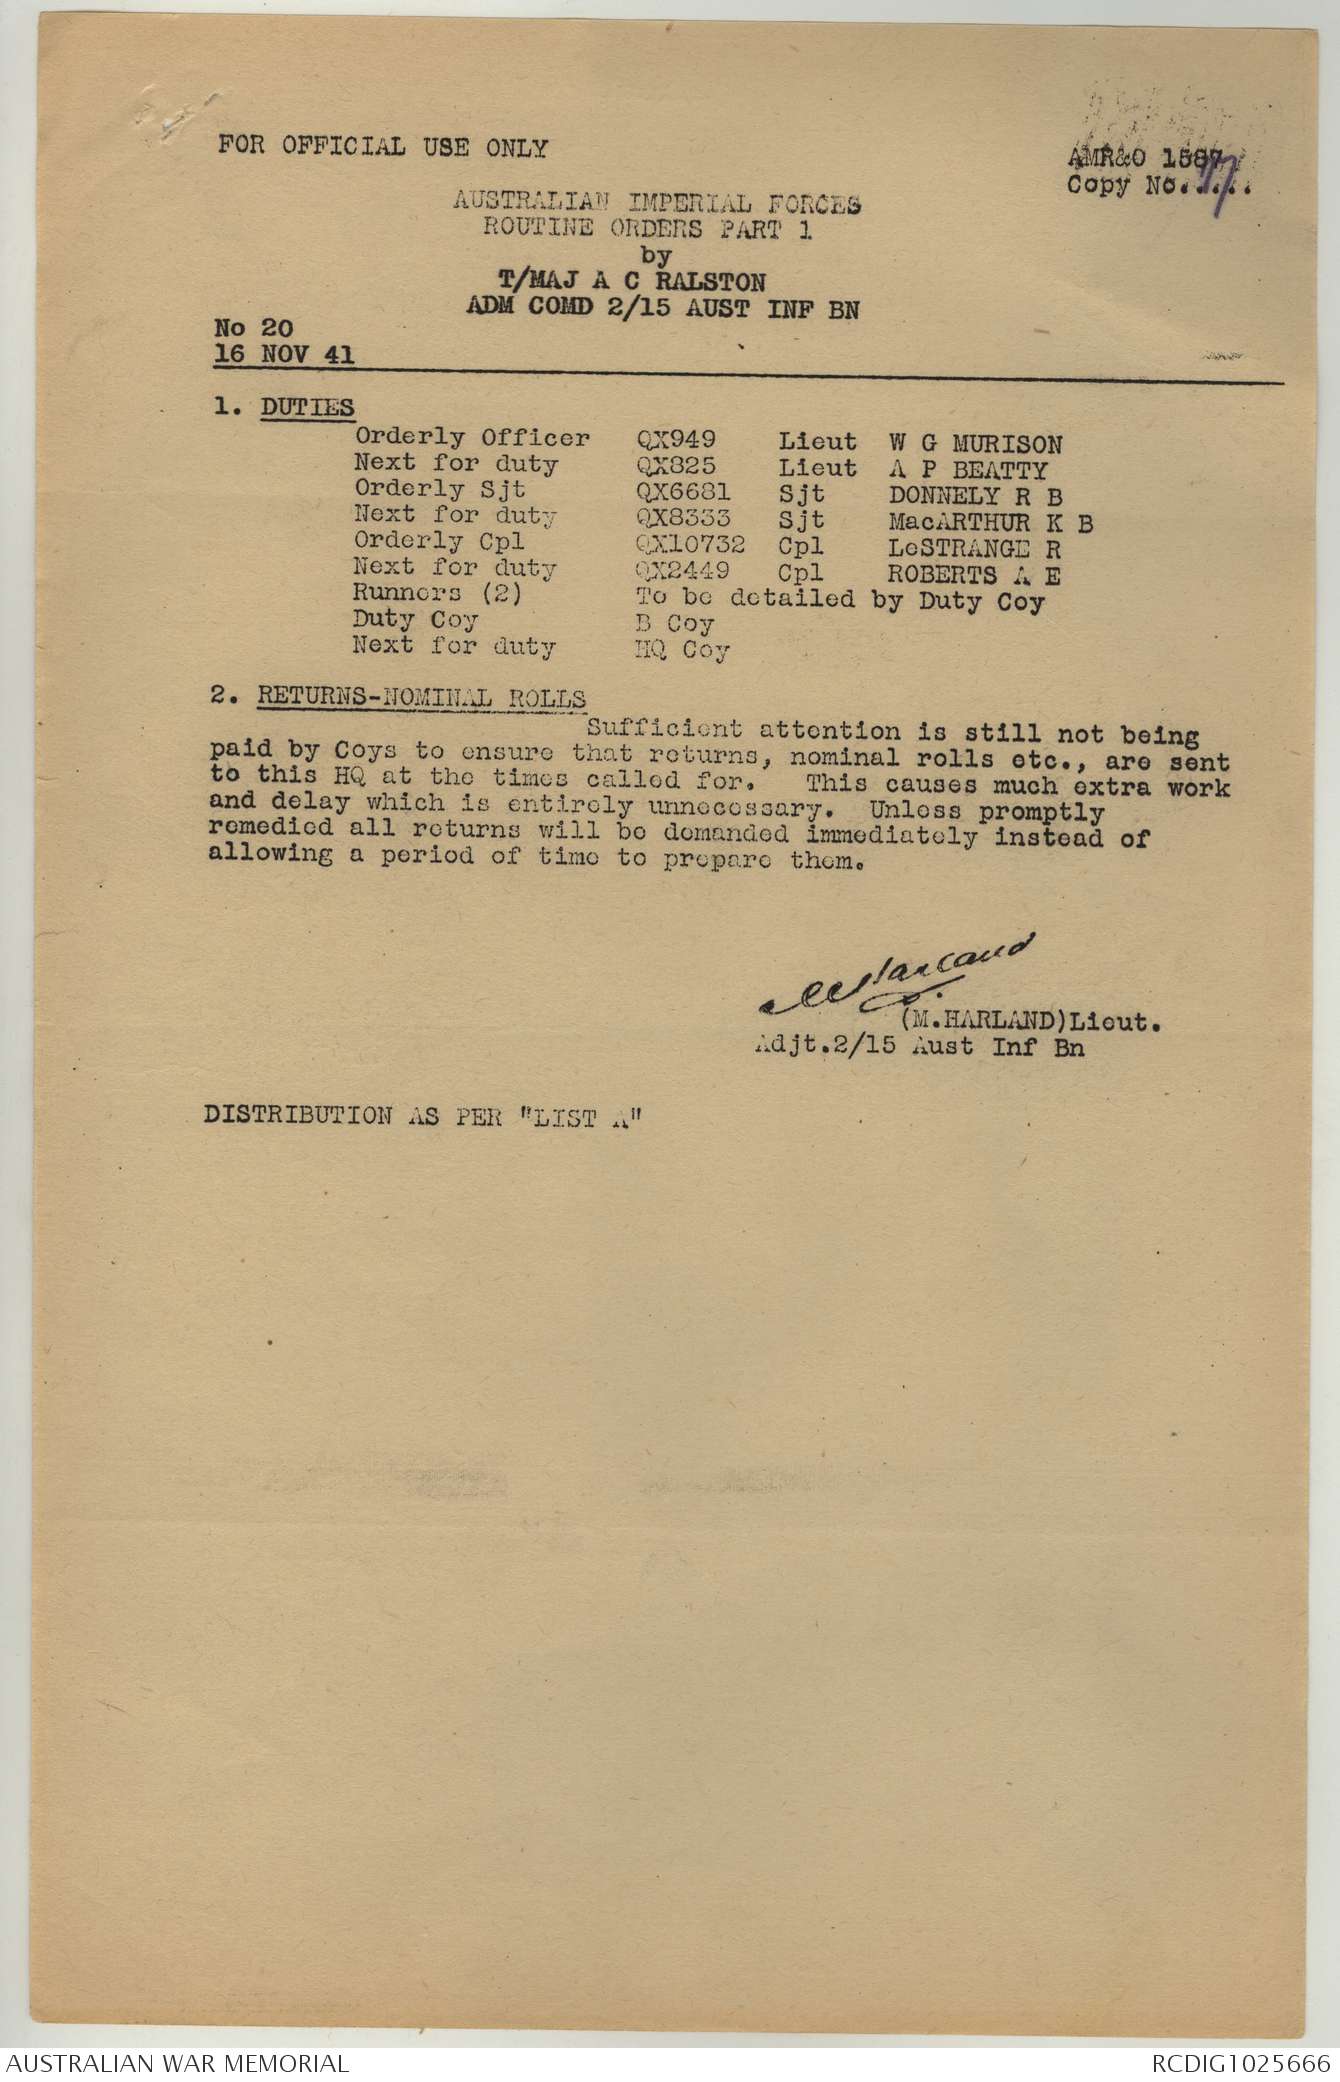 FOR OFFICIAL USE ONLY
AMR&O 1587
Copy No.....
AUSTRALIAN IMPERIAL FORCES
ROUTINE ORDERS PART 1
by
T/MAJ A C RALSTON
ADM COMD 2/15 AUST INF BN
No 20
16 NOV 41
1. DUTIES
Orderly Officer QX949 Lieut W G MURISON
Next for duty QX825 Lieut A P BEATTY
Orderly Sjt QX6681 Sjt DONNELY R B
Next for duty QX8333 Sjt MacARTHUR K B
Orderly Cpl QX10732 Cpl LeSTRANGE R
Next for duty QX2449 Cpl ROBERTS A E
Runners (2) To be detailed by Duty Coy
Duty Coy B Coy
Next for duty HQ Coy
2. RETURNS-NOMINAL ROLLS
Sufficient attention is still not being
paid by Coys to ensure that returns, nominal rolls etc., are sent
to this HQ at the times called for. This causes much extra work
and delay which is entirely unnecessary. Unless promptly
remedied all returns will be demanded immediately instead of
allowing a period of time to prepare them.
(M.HARLAND)Lieut.
Adjt.2/15 Aust Inf Bn
DISTRIBUTION AS PER "LIST A"
AUSTRALIAN WAR MEMORIAL
RCDIG1025666